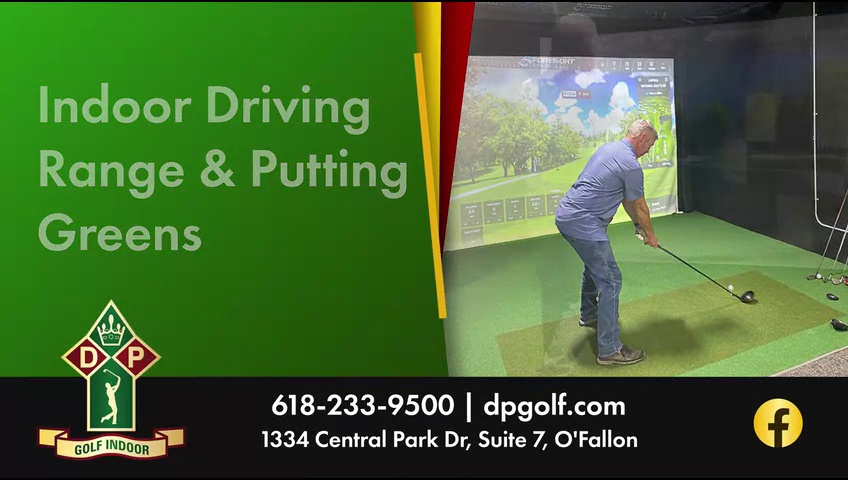 Indoor Driving
Range & Putting
Greens
D P
GOLF INDOOR
618-233-9500 | dpgolf.com
1334 Central Park Dr, Suite 7, O'Fallon
f